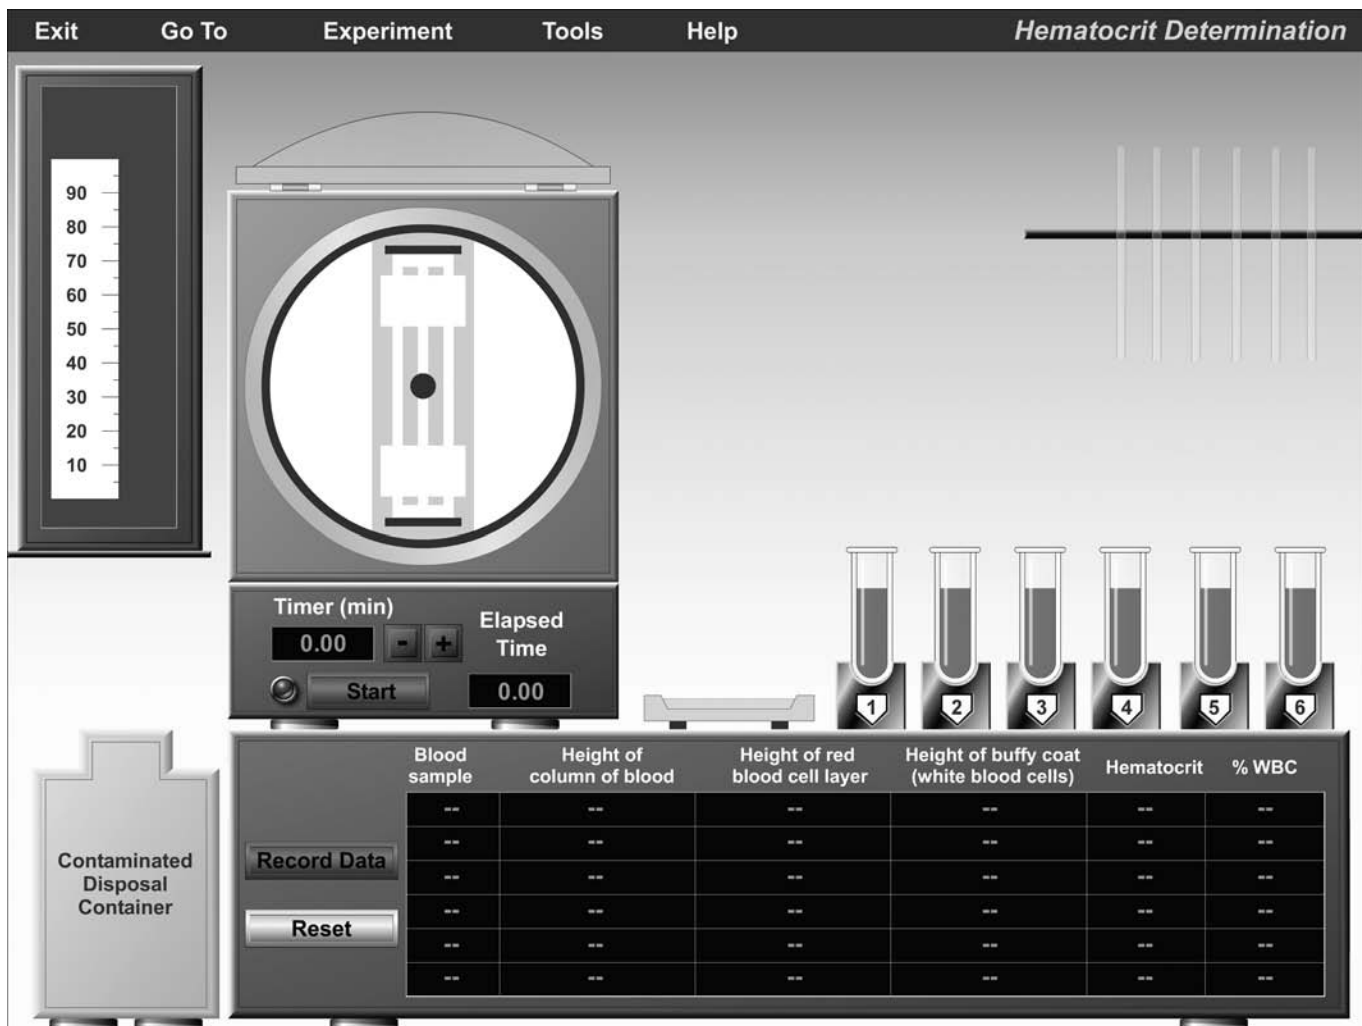 Exit Go To Experiment Tools Help Hematocrit Determination
90
80
70
60
50
40
30
20
10
Timer (min)
0.00 - +
Elapsed
Time
Start
0.00
1 2 3 4 5 6
Contaminated
Disposal
Container
Record Data
Reset
Blood
sample
Height of
column of blood
Height of red
blood cell layer
Height of buffy coat
(white blood cells)
Hematocrit
% WBC
-- -- -- -- -- --
-- -- -- -- -- --
-- -- -- -- -- --
-- -- -- -- -- --
-- -- -- -- -- --
-- -- -- -- -- --